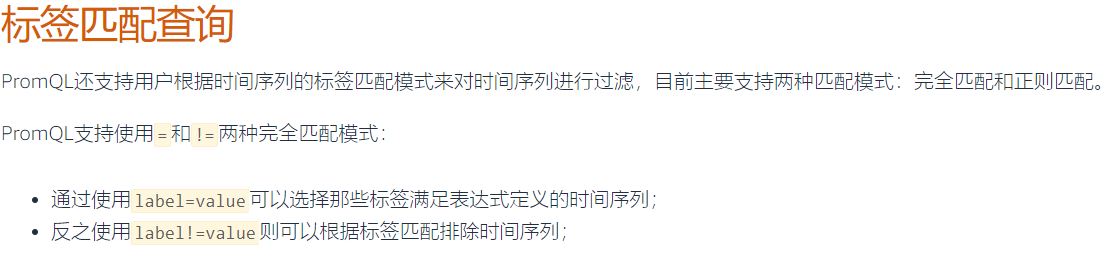 标签匹配查询
PromQL还支持用户根据时间序列的标签匹配模式来对时间序列进行过滤，目前主要支持两种匹配模式：完全匹配和正则匹配。
PromQL支持使用=和!=两种完全匹配模式：
• 通过使用label=value可以选择那些标签满足表达式定义的时间序列；
• 反之使用label!=value则可以根据标签匹配排除时间序列；